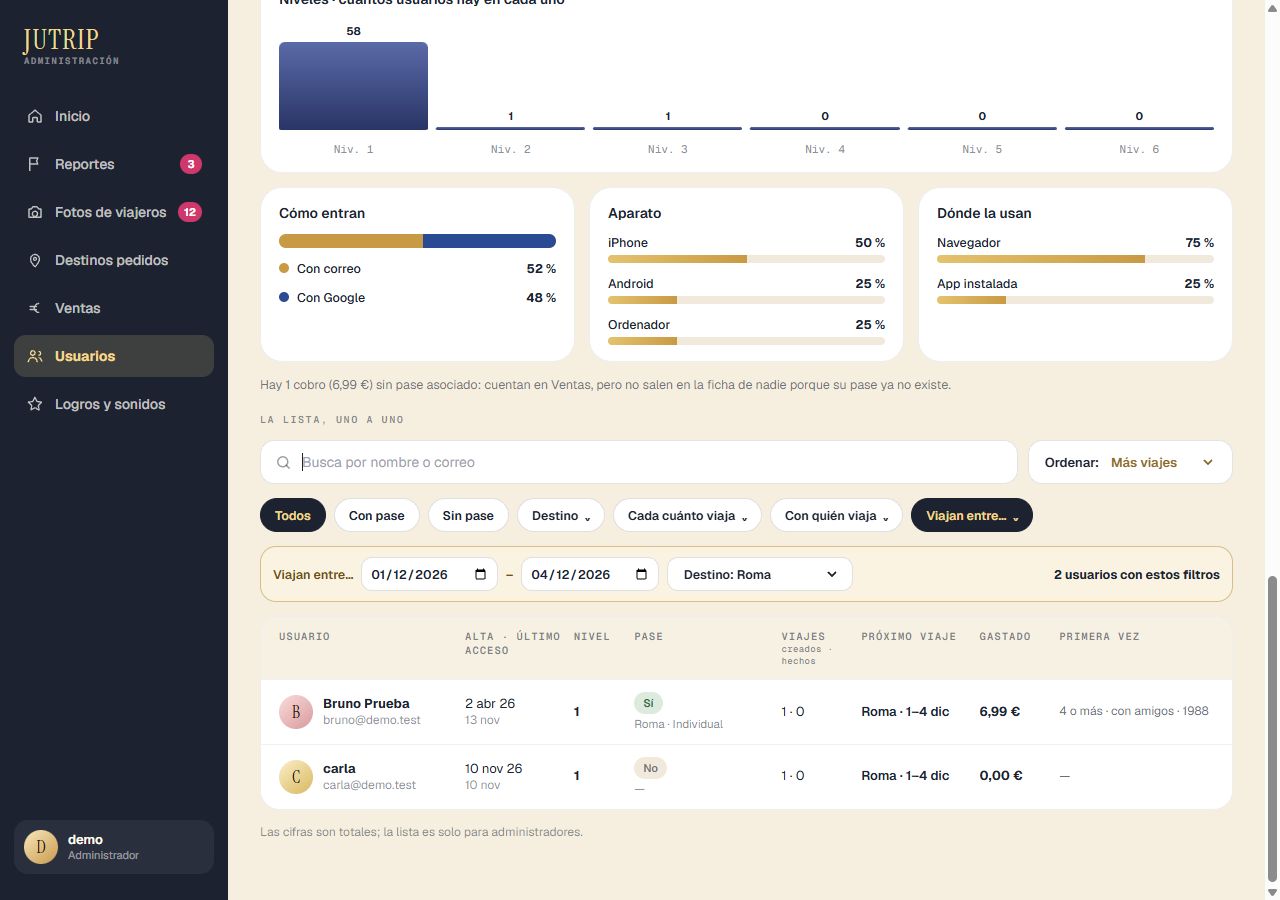 JUTRIP
ADMINISTRACIÓN
Inicio
Reportes 3
Fotos de viajeros 12
Destinos pedidos
Ventas
Usuarios
Logros y sonidos
demo
Administrador
Niveles · cuántos usuarios hay en cada uno
58 1 1 0 0 0
Niv. 1 Niv. 2 Niv. 3 Niv. 4 Niv. 5 Niv. 6
Cómo entran
Con correo 52 %
Con Google 48 %
Aparato
iPhone 50 %
Android 25 %
Ordenador 25 %
Dónde la usan
Navegador 75 %
App instalada 25 %
Hay 1 cobro (6,99 €) sin pase asociado: cuentan en Ventas, pero no salen en la ficha de nadie porque su pase ya no existe.
LA LISTA, UNO A UNO
Busca por nombre o correo
Ordenar: Más viajes
Todos Con pase Sin pase Destino Cada cuánto viaja Con quién viaja Viajan entre…
Viajan entre… 01/12/2026 – 04/12/2026 Destino: Roma 2 usuarios con estos filtros
USUARIO ALTA · ÚLTIMO ACCESO NIVEL PASE VIAJES creados · hechos PRÓXIMO VIAJE GASTADO PRIMERA VEZ
Bruno Prueba 2 abr 26 1 Sí 1 · 0 Roma · 1–4 dic 6,99 € 4 o más · con amigos · 1988
B bruno@demo.test 13 nov Roma · Individual
carla 10 nov 26 1 No 1 · 0 Roma · 1–4 dic 0,00 € —
C carla@demo.test 10 nov —
Las cifras son totales; la lista es solo para administradores.
D